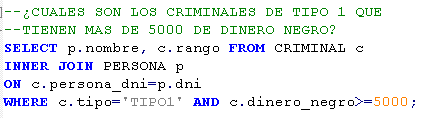 --¿CUALES SON LOS CRIMINALES DE TIPO 1 QUE
--TIENEN MAS DE 5000 DE DINERO NEGRO?
SELECT p.nombre, c.rango FROM CRIMINAL c
INNER JOIN PERSONA p
ON c.persona_dni=p.dni
WHERE c.tipo='TIPO1' AND c.dinero_negro>=5000;